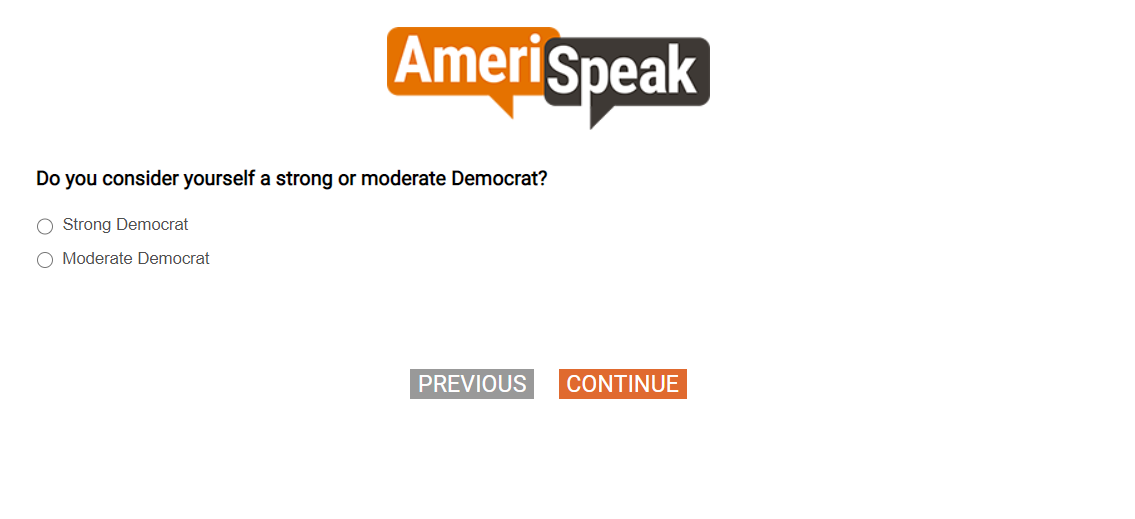 AmeriSpeak
Do you consider yourself a strong or moderate Democrat?
Strong Democrat
Moderate Democrat
PREVIOUS CONTINUE